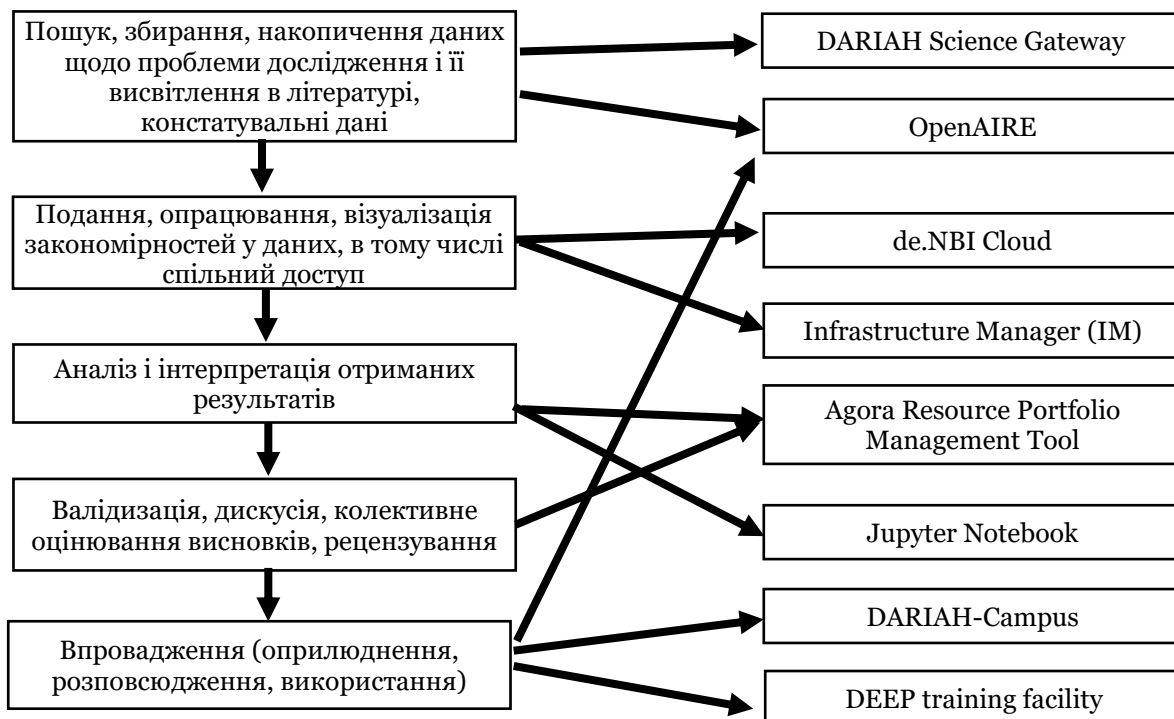 Пошук, збирання, накопичення даних
щодо проблеми дослідження і її
висвітлення в літературі,
констатувальні дані
Подання, опрацювання, візуалізація
закономірностей у даних, в тому числі
спільний доступ
Аналіз і інтерпретація отриманих
результатів
Валідизація, дискусія, колективне
оцінювання висновків, рецензування
Впровадження (оприлюднення,
розповсюдження, використання)
DARIAH Science Gateway
OpenAIRE
de.NBI Cloud
Infrastructure Manager (IM)
Agora Resource Portfolio
Management Tool
Jupyter Notebook
DARIAH-Campus
DEEP training facility